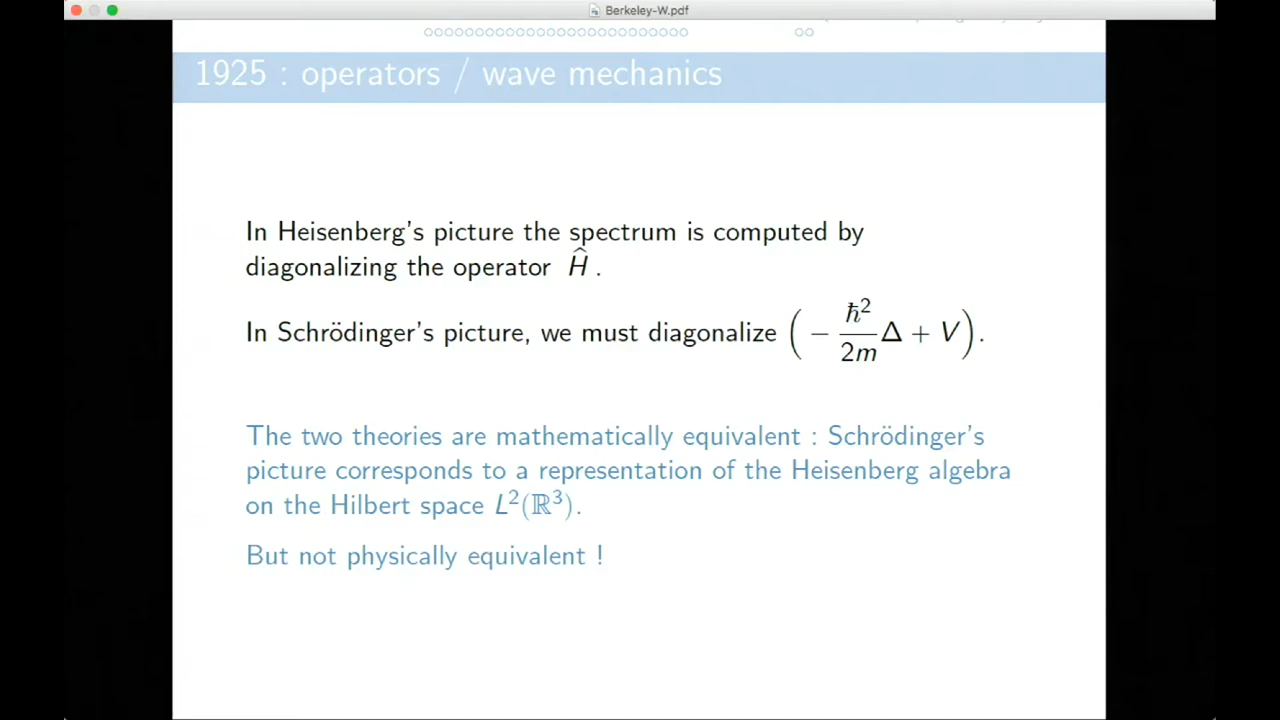 Berkeley-W.pdf
1925 : operators / wave mechanics
In Heisenberg's picture the spectrum is computed by
diagonalizing the operator Ĥ .
In Schrödinger's picture, we must diagonalize ( − ħ²/2m Δ + V ).
The two theories are mathematically equivalent : Schrödinger's
picture corresponds to a representation of the Heisenberg algebra
on the Hilbert space L²(ℝ³).
But not physically equivalent !